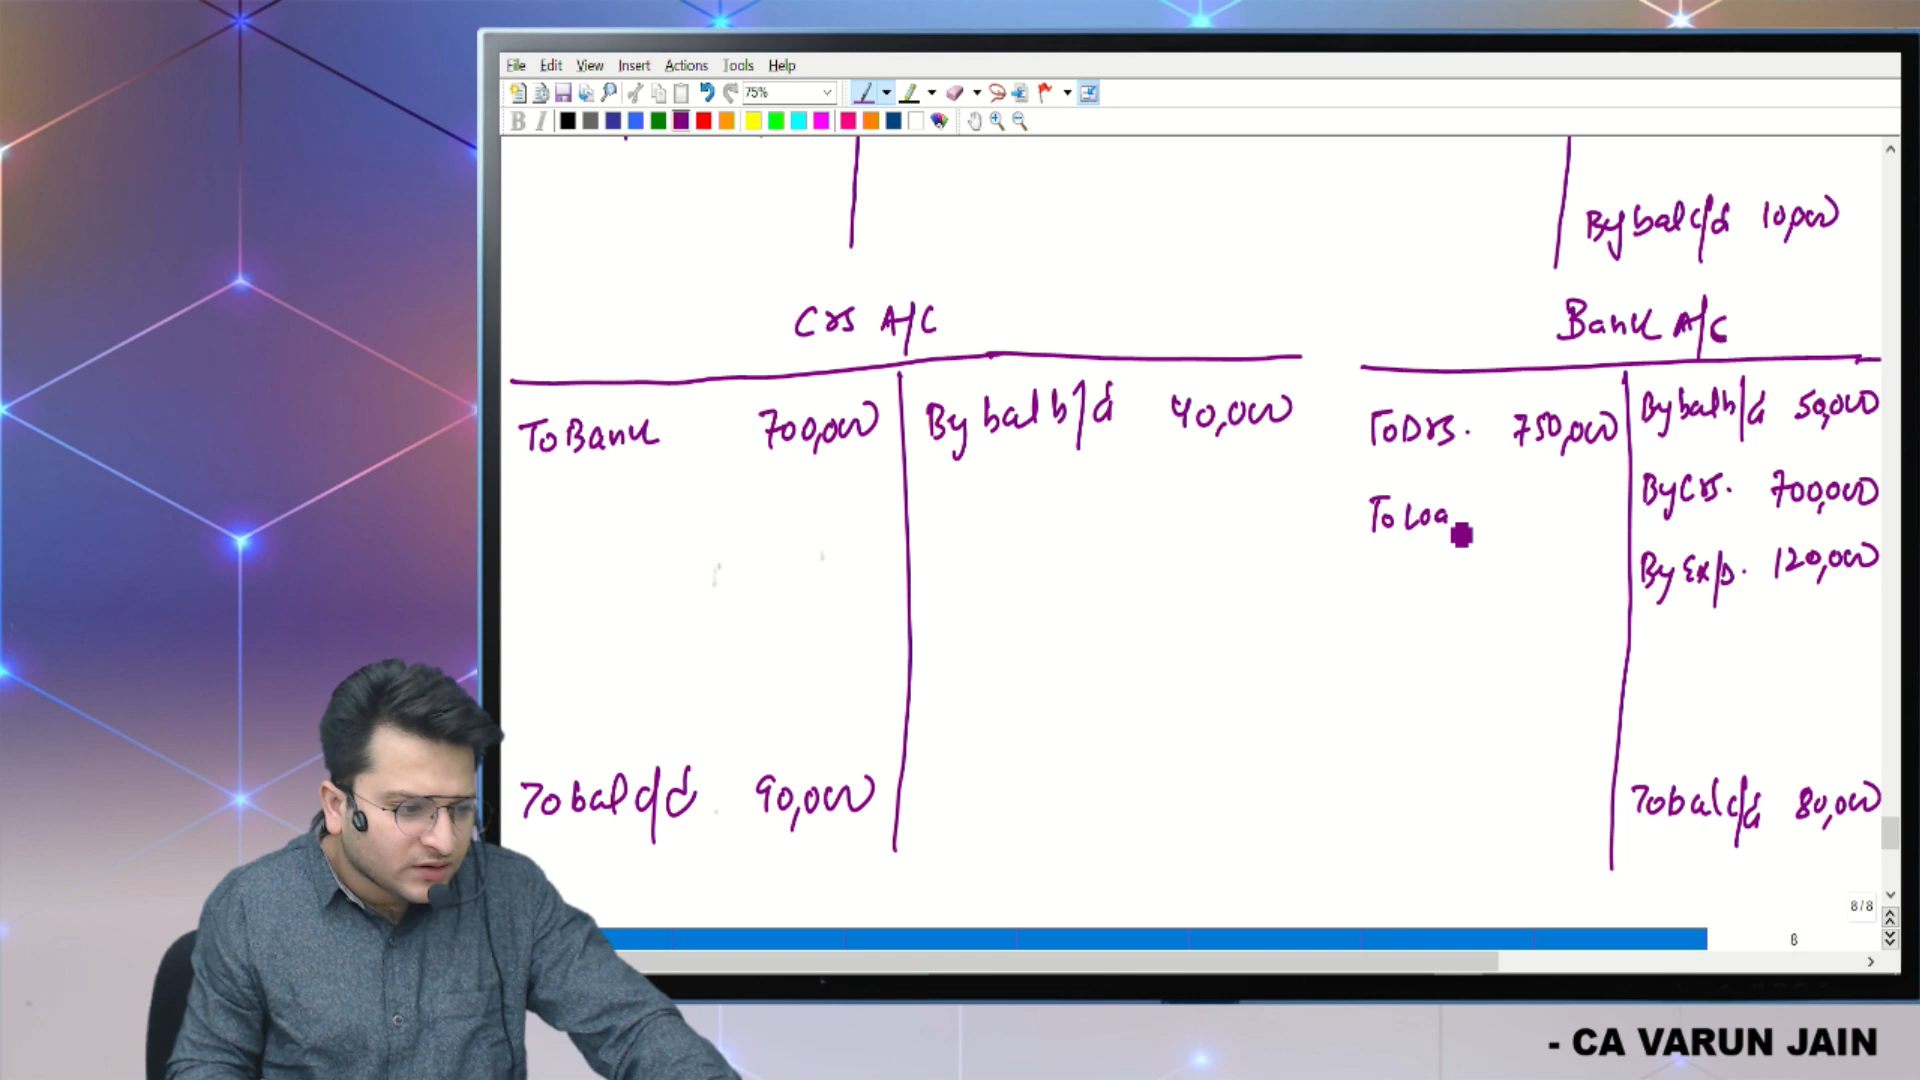 File Edit View Insert Actions Tools Help
75%
B I
By bal c/d 10,000
Crs A/C
To Bank 700,000
By bal b/d 40,000
To bal c/d 90,000
Bank A/C
To Drs. 750,000
To Loa
By bal b/d 50,000
By Crs. 700,000
By Exp. 120,000
To bal c/d 80,000
8/8
8
- CA VARUN JAIN